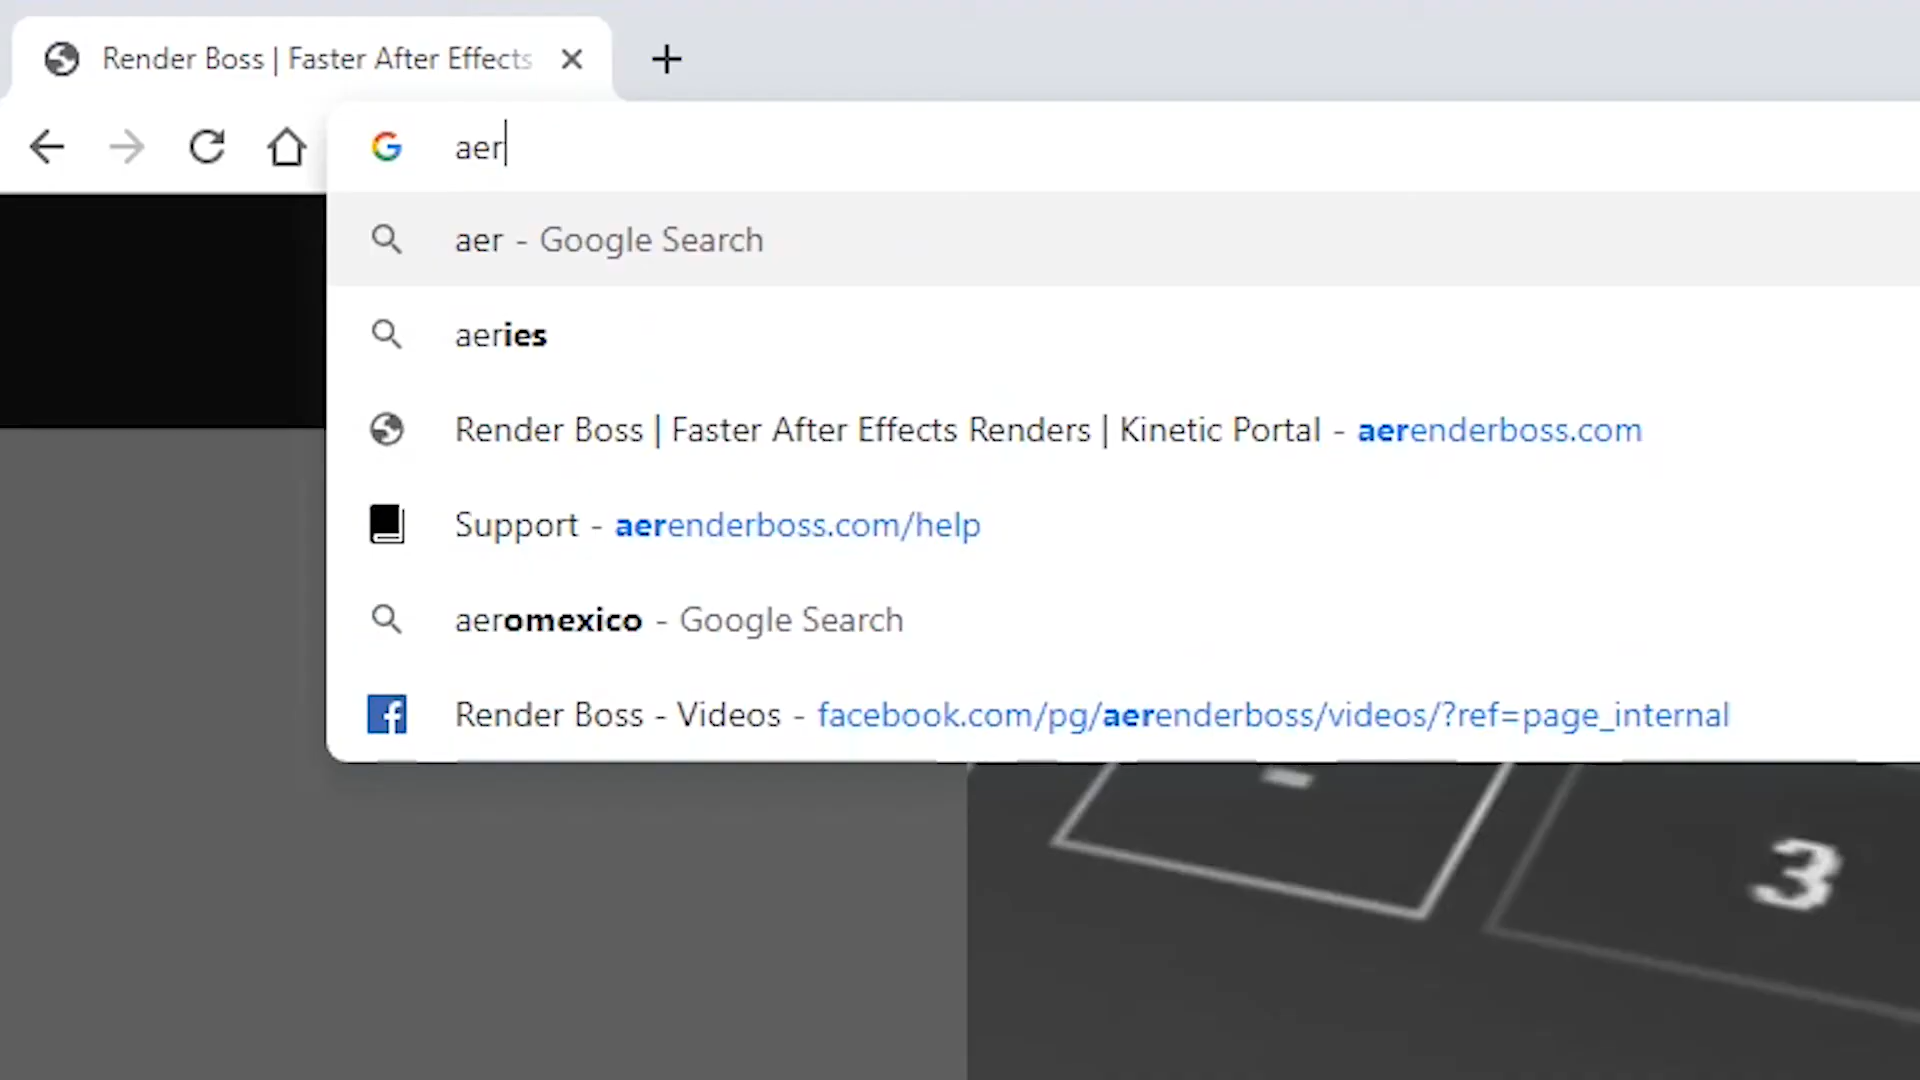 Render Boss | Faster After Effects
aer
aer - Google Search
aeries
Render Boss | Faster After Effects Renders | Kinetic Portal - aerenderboss.com
Support - aerenderboss.com/help
aeromexico - Google Search
Render Boss - Videos - facebook.com/pg/aerenderboss/videos/?ref=page_internal
3